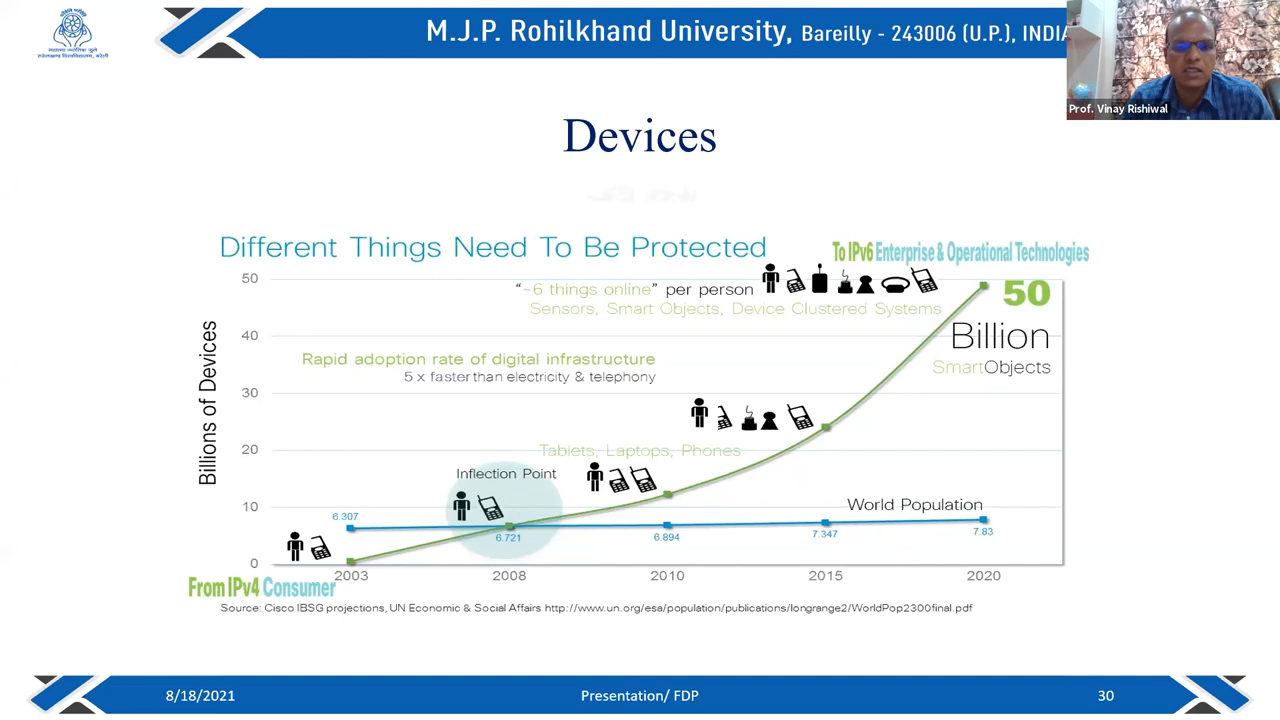 M.J.P. Rohilkhand University, Bareilly - 243006 (U.P.), INDIA
Prof. Vinay Rishiwal
Devices
Different Things Need To Be Protected
To IPv6 Enterprise & Operational Technologies
Billions of Devices
50
40
30
20
10
0
"~6 things online" per person
Sensors, Smart Objects, Device Clustered Systems
50
Billion
SmartObjects
Rapid adoption rate of digital infrastructure
5 x faster than electricity & telephony
Tablets, Laptops, Phones
Inflection Point
World Population
6.307
6.721
6.894
7.347
7.83
2003
2008
2010
2015
2020
From IPv4 Consumer
Source: Cisco IBSG projections, UN Economic & Social Affairs http://www.un.org/esa/population/publications/longrange2/WorldPop2300final.pdf
8/18/2021
Presentation/ FDP
30